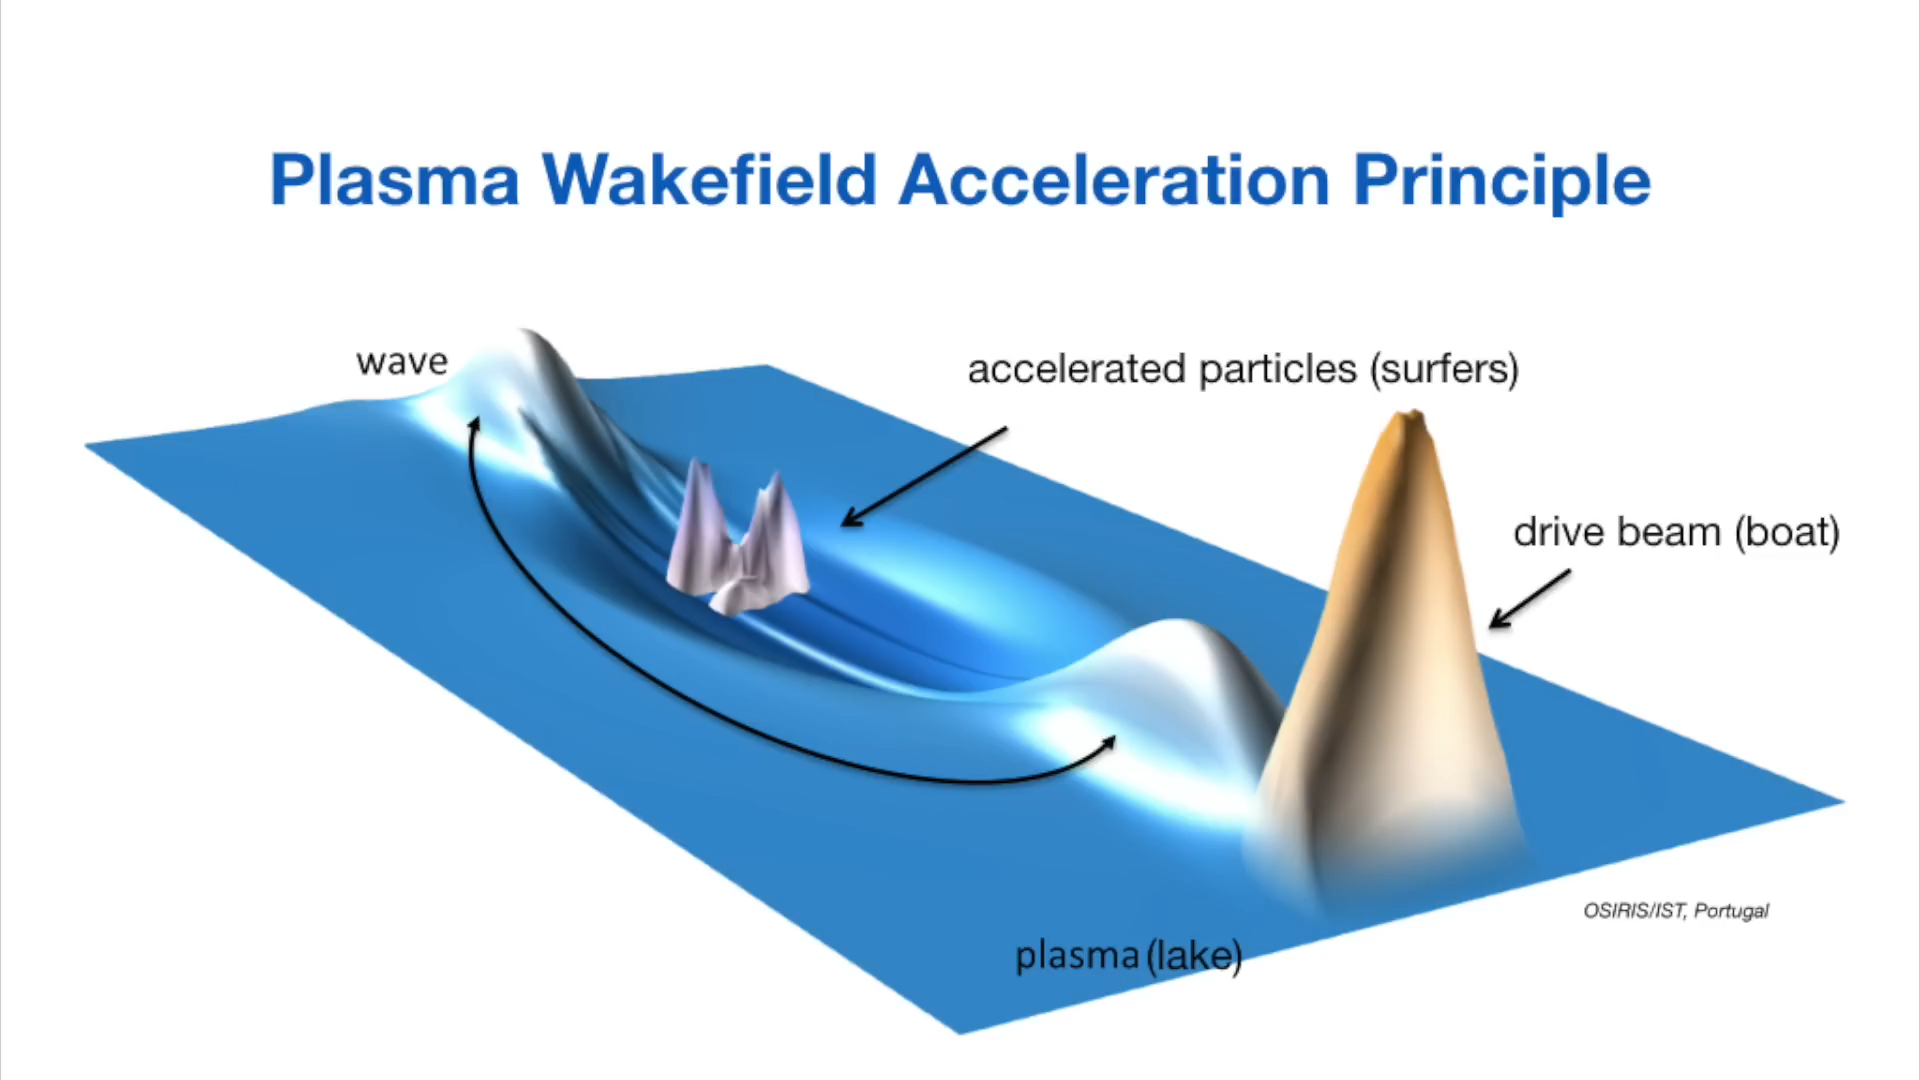 Plasma Wakefield Acceleration Principle
wave
accelerated particles (surfers)
drive beam (boat)
OSIRIS/IST, Portugal
plasma (lake)